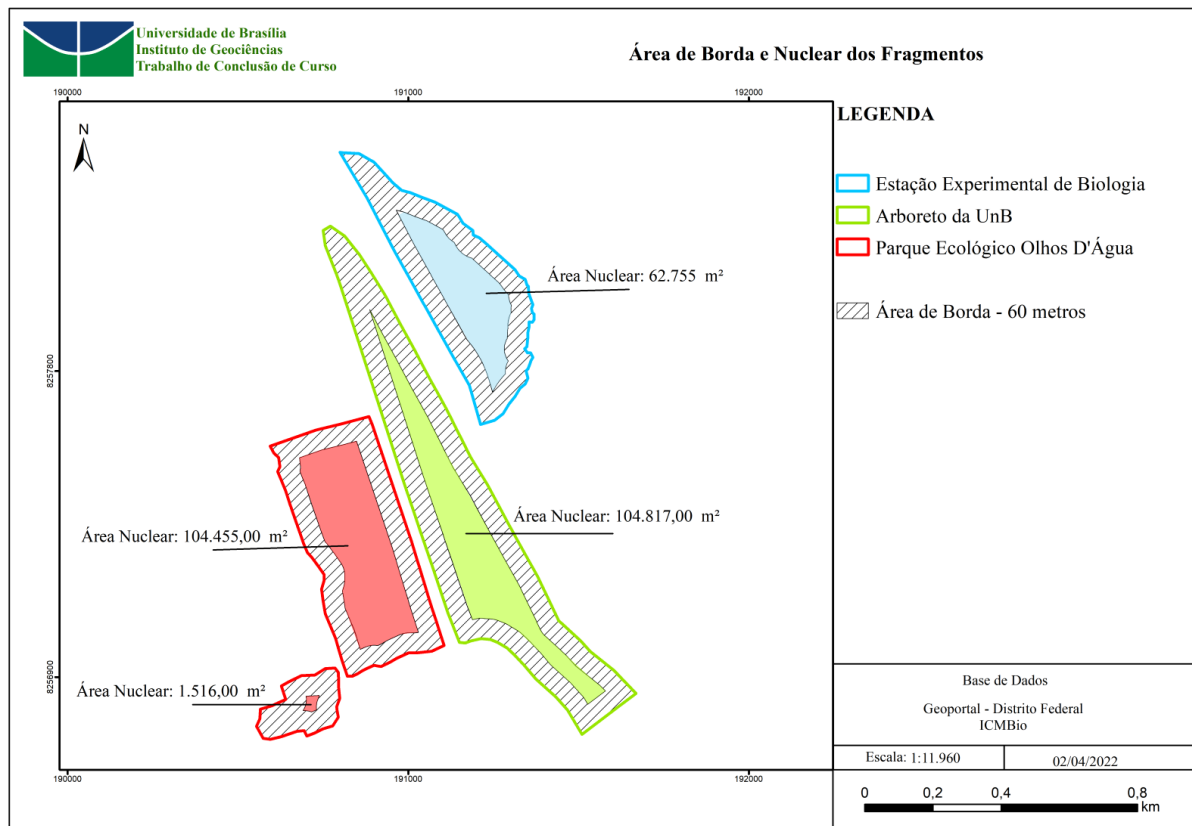 Universidade de Brasília
Instituto de Geociências
Trabalho de Conclusão de Curso
Área de Borda e Nuclear dos Fragmentos
190000
191000
192000
N
8257800
8256900
Área Nuclear: 62.755 m²
Área Nuclear: 104.817,00 m²
Área Nuclear: 104.455,00 m²
Área Nuclear: 1.516,00 m²
190000
191000
192000
LEGENDA
Estação Experimental de Biologia
Arboreto da UnB
Parque Ecológico Olhos D'Água
Área de Borda - 60 metros
Base de Dados
Geoportal - Distrito Federal
ICMBio
Escala: 1:11.960
02/04/2022
0 0,2 0,4 0,8
km